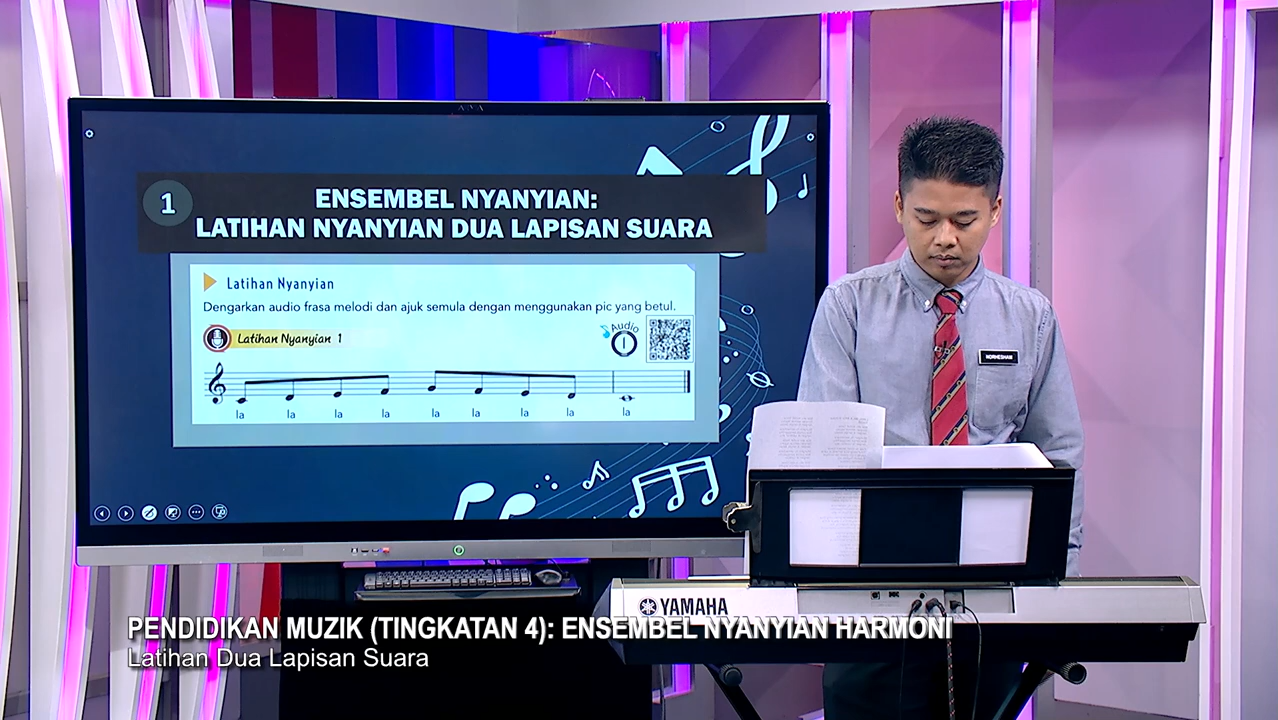 1
ENSEMBEL NYANYIAN:
LATIHAN NYANYIAN DUA LAPISAN SUARA
Latihan Nyanyian
Dengarkan audio frasa melodi dan ajuk semula dengan menggunakan pic yang betul.
Latihan Nyanyian 1
Audio
1
la la la la la la la la la
NORHESHAM
YAMAHA
PENDIDIKAN MUZIK (TINGKATAN 4): ENSEMBEL NYANYIAN HARMONI
Latihan Dua Lapisan Suara